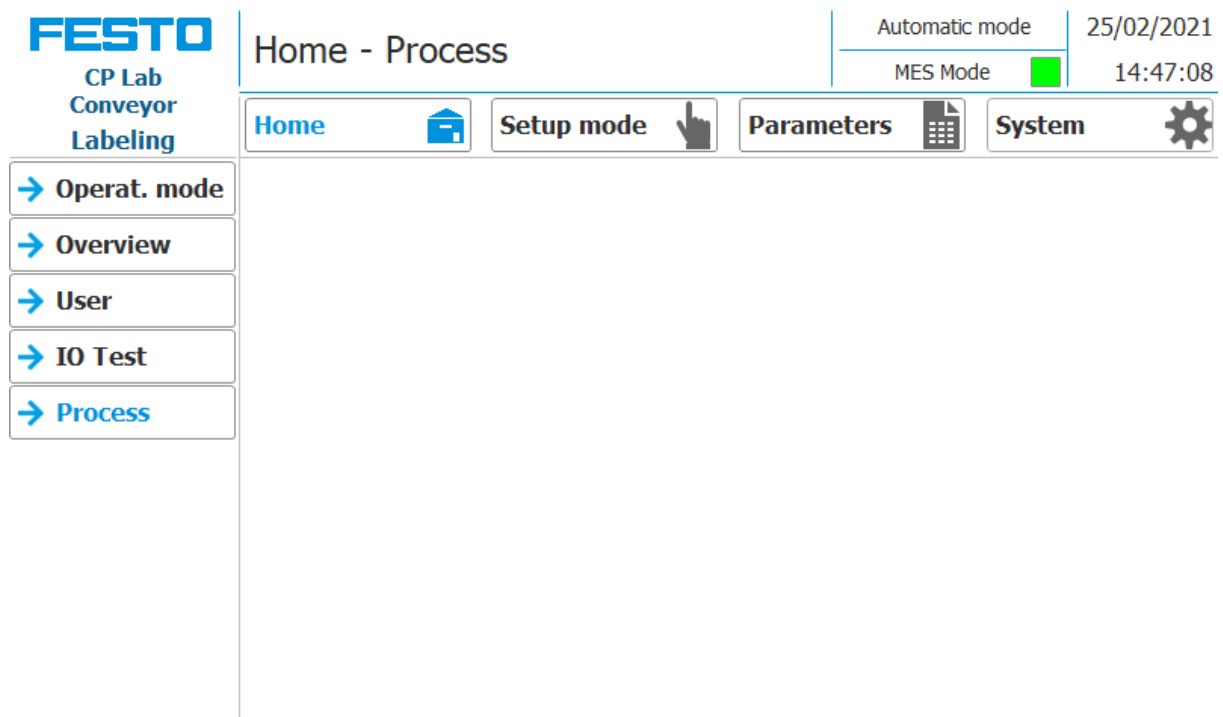 FESTO
CP Lab
Conveyor
Labeling
Home - Process
Automatic mode
MES Mode
25/02/2021
14:47:08
Home
Setup mode
Parameters
System
Operat. mode
Overview
User
IO Test
Process